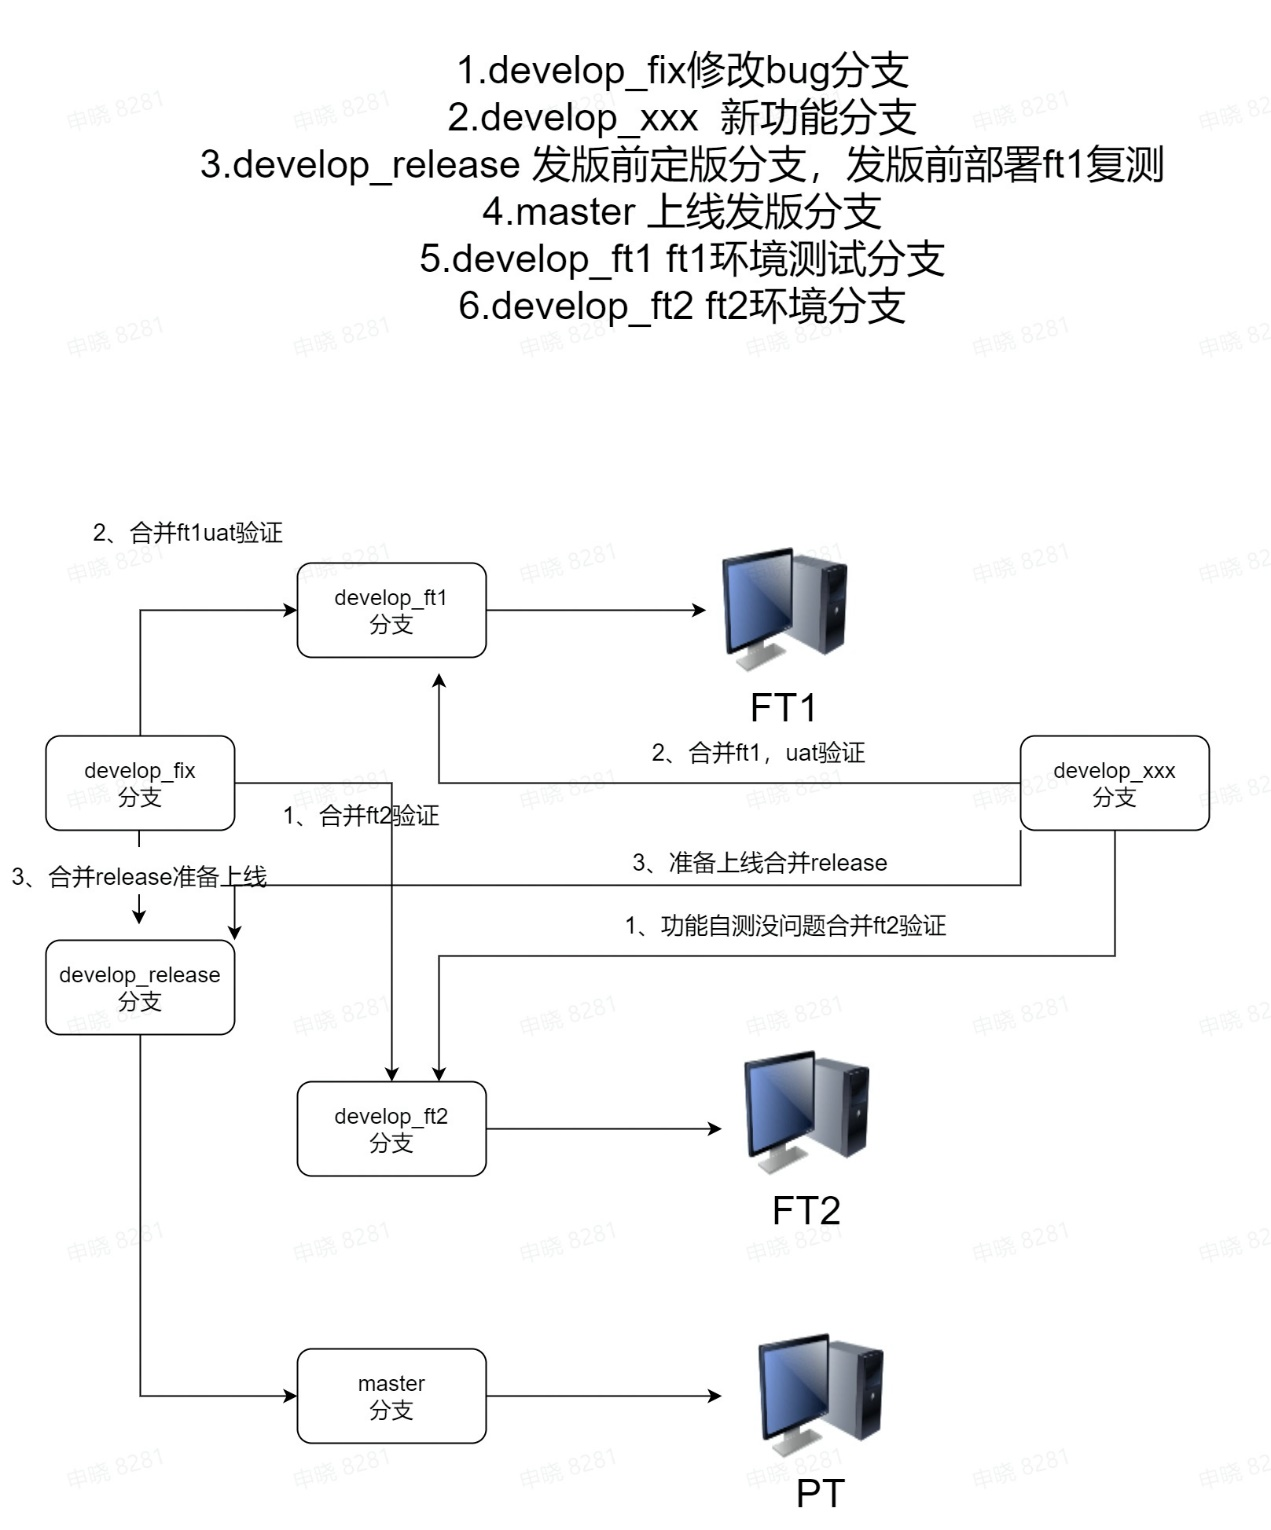 1.develop_fix修改bug分支
2.develop_xxx 新功能分支
3.develop_release 发版前定版分支，发版前部署ft1复测
4.master 上线发版分支
5.develop_ft1 ft1环境测试分支
6.develop_ft2 ft2环境分支
2、合并ft1uat验证
develop_ft1
分支
FT1
2、合并ft1，uat验证
develop_fix
分支
develop_xxx
分支
1、合并ft2验证
3、准备上线合并release
3、合并release准备上线
1、功能自测没问题合并ft2验证
develop_release
分支
develop_ft2
分支
FT2
master
分支
PT
申晓 8281